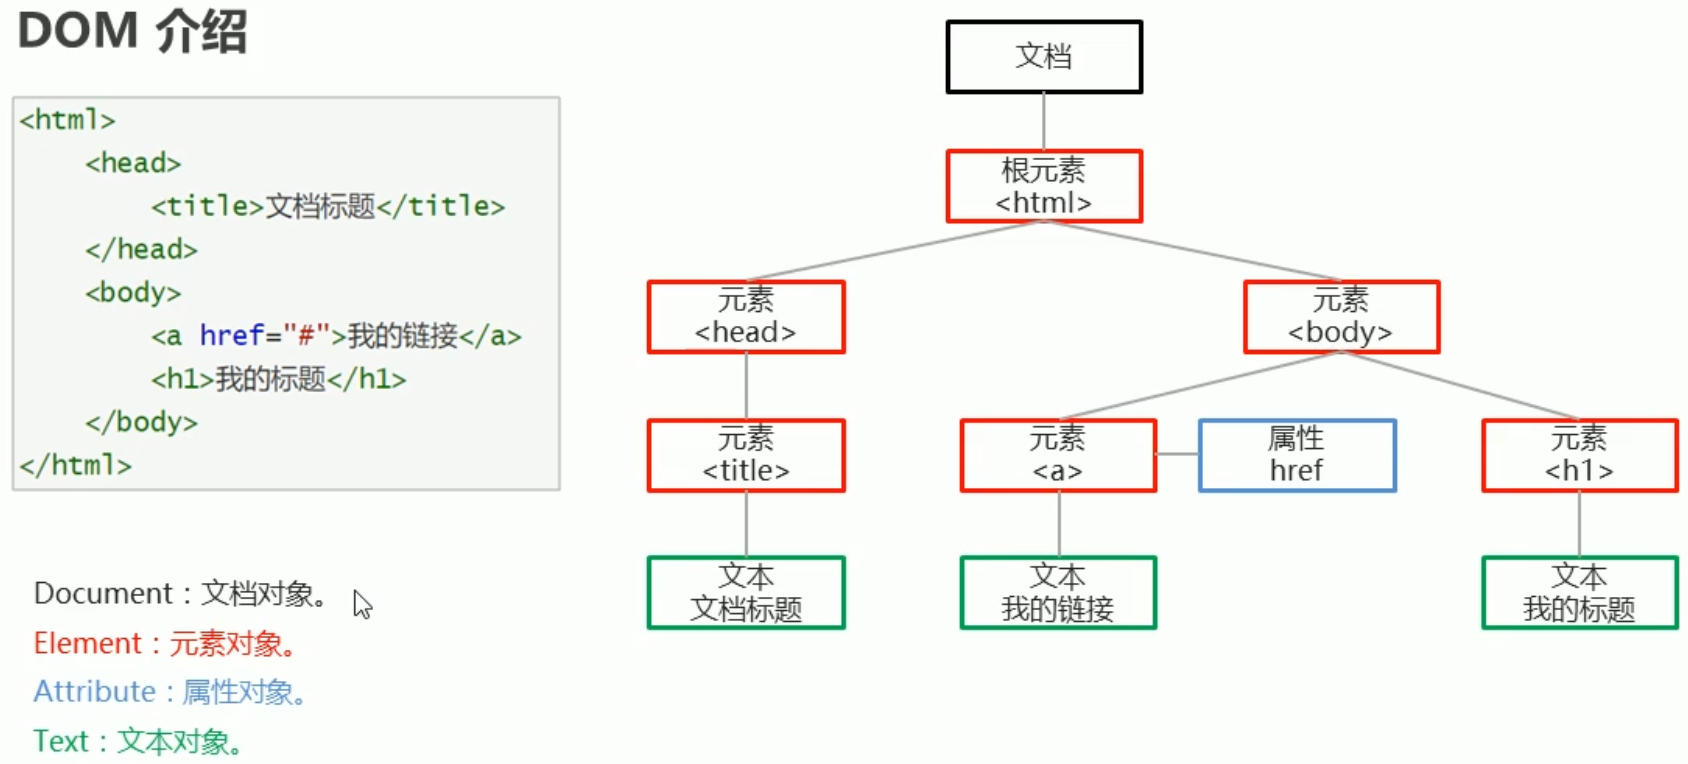 DOM 介绍
<html>
<head>
<title>文档标题</title>
</head>
<body>
<a href="#">我的链接</a>
<h1>我的标题</h1>
</body>
</html>
Document：文档对象。
Element：元素对象。
Attribute：属性对象。
Text：文本对象。
文档
根元素
<html>
元素
<head>
元素
<body>
元素
<title>
元素
<a>
属性
href
元素
<h1>
文本
文档标题
文本
我的链接
文本
我的标题